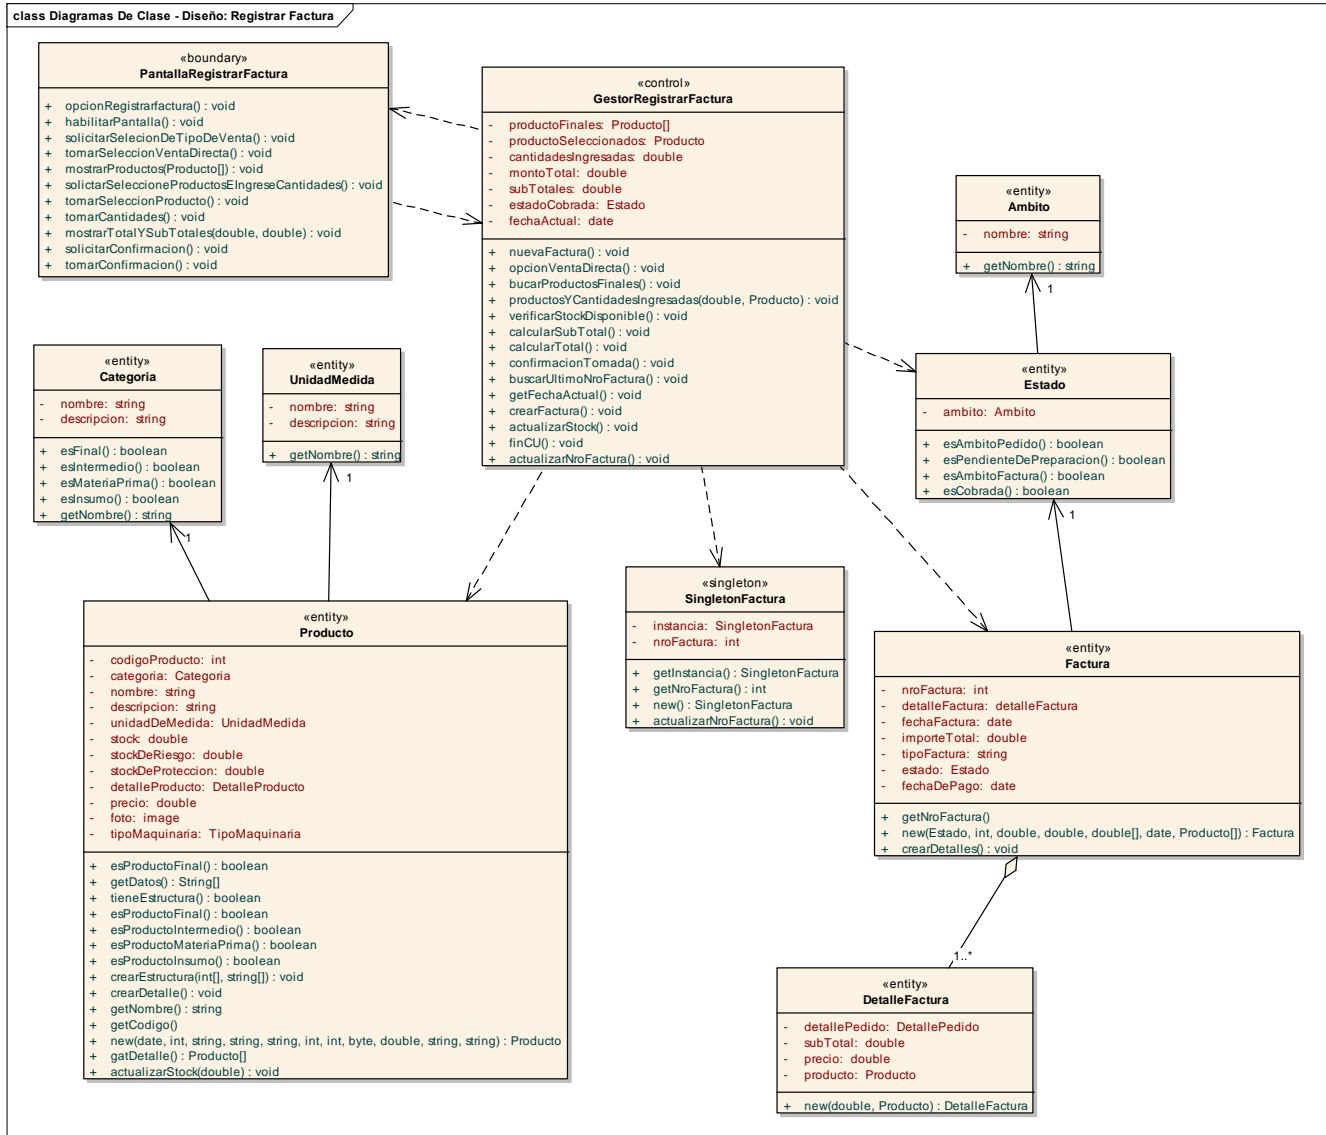 class Diagramas De Clase - Diseño: Registrar Factura
«boundary»
PantallaRegistrarFactura
+ opcionRegistrarfactura() : void
+ habilitarPantalla() : void
+ solicitarSelecionDeTipoDeVenta() : void
+ tomarSeleccionVentaDirecta() : void
+ mostrarProductos(Producto[]) : void
+ solictarSeleccioneProductosEIngreseCantidades() : void
+ tomarSeleccionProducto() : void
+ tomarCantidades() : void
+ mostrarTotalYSubTotales(double, double) : void
+ solicitarConfirmacion() : void
+ tomarConfirmacion() : void
«control»
GestorRegistrarFactura
- productoFinales: Producto[]
- productoSeleccionados: Producto
- cantidadesIngresadas: double
- montoTotal: double
- subTotales: double
- estadoCobrada: Estado
- fechaActual: date
+ nuevaFactura() : void
+ opcionVentaDirecta() : void
+ bucarProductosFinales() : void
+ productosYCantidadesIngresadas(double, Producto) : void
+ verificarStockDisponible() : void
+ calcularSubTotal() : void
+ calcularTotal() : void
+ confirmacionTomada() : void
+ buscarUltimoNroFactura() : void
+ getFechaActual() : void
+ crearFactura() : void
+ actualizarStock() : void
+ finCU() : void
+ actualizarNroFactura() : void
«entity»
Ambito
- nombre: string
+ getNombre() : string
1
«entity»
Categoria
- nombre: string
- descripcion: string
+ esFinal() : boolean
+ esIntermedio() : boolean
+ esMateriaPrima() : boolean
+ esInsumo() : boolean
+ getNombre() : string
1
«entity»
UnidadMedida
- nombre: string
- descripcion: string
+ getNombre() : string
1
«entity»
Estado
- ambito: Ambito
+ esAmbitoPedido() : boolean
+ esPendienteDePreparacion() : boolean
+ esAmbitoFactura() : boolean
+ esCobrada() : boolean
1
«entity»
Producto
- codigoProducto: int
- categoria: Categoria
- nombre: string
- descripcion: string
- unidadDeMedida: UnidadMedida
- stock: double
- stockDeRiesgo: double
- stockDeProteccion: double
- detalleProducto: DetalleProducto
- precio: double
- foto: image
- tipoMaquinaria: TipoMaquinaria
+ esProductoFinal() : boolean
+ getDatos() : String[]
+ tieneEstructura() : boolean
+ esProductoFinal() : boolean
+ esProductoIntermedio() : boolean
+ esProductoMateriaPrima() : boolean
+ esProductoInsumo() : boolean
+ crearEstructura(int[], string[]) : void
+ crearDetalle() : void
+ getNombre() : string
+ getCodigo()
+ new(date, int, string, string, string, int, int, byte, double, string, string) : Producto
+ gatDetalle() : Producto[]
+ actualizarStock(double) : void
«singleton»
SingletonFactura
- instancia: SingletonFactura
- nroFactura: int
+ getInstancia() : SingletonFactura
+ getNroFactura() : int
+ new() : SingletonFactura
+ actualizarNroFactura() : void
«entity»
Factura
- nroFactura: int
- detalleFactura: detalleFactura
- fechaFactura: date
- importeTotal: double
- tipoFactura: string
- estado: Estado
- fechaDePago: date
+ getNroFactura()
+ new(Estado, int, double, double, double[], date, Producto[]) : Factura
+ crearDetalles() : void
1..*
«entity»
DetalleFactura
- detallePedido: DetallePedido
- subTotal: double
- precio: double
- producto: Producto
+ new(double, Producto) : DetalleFactura